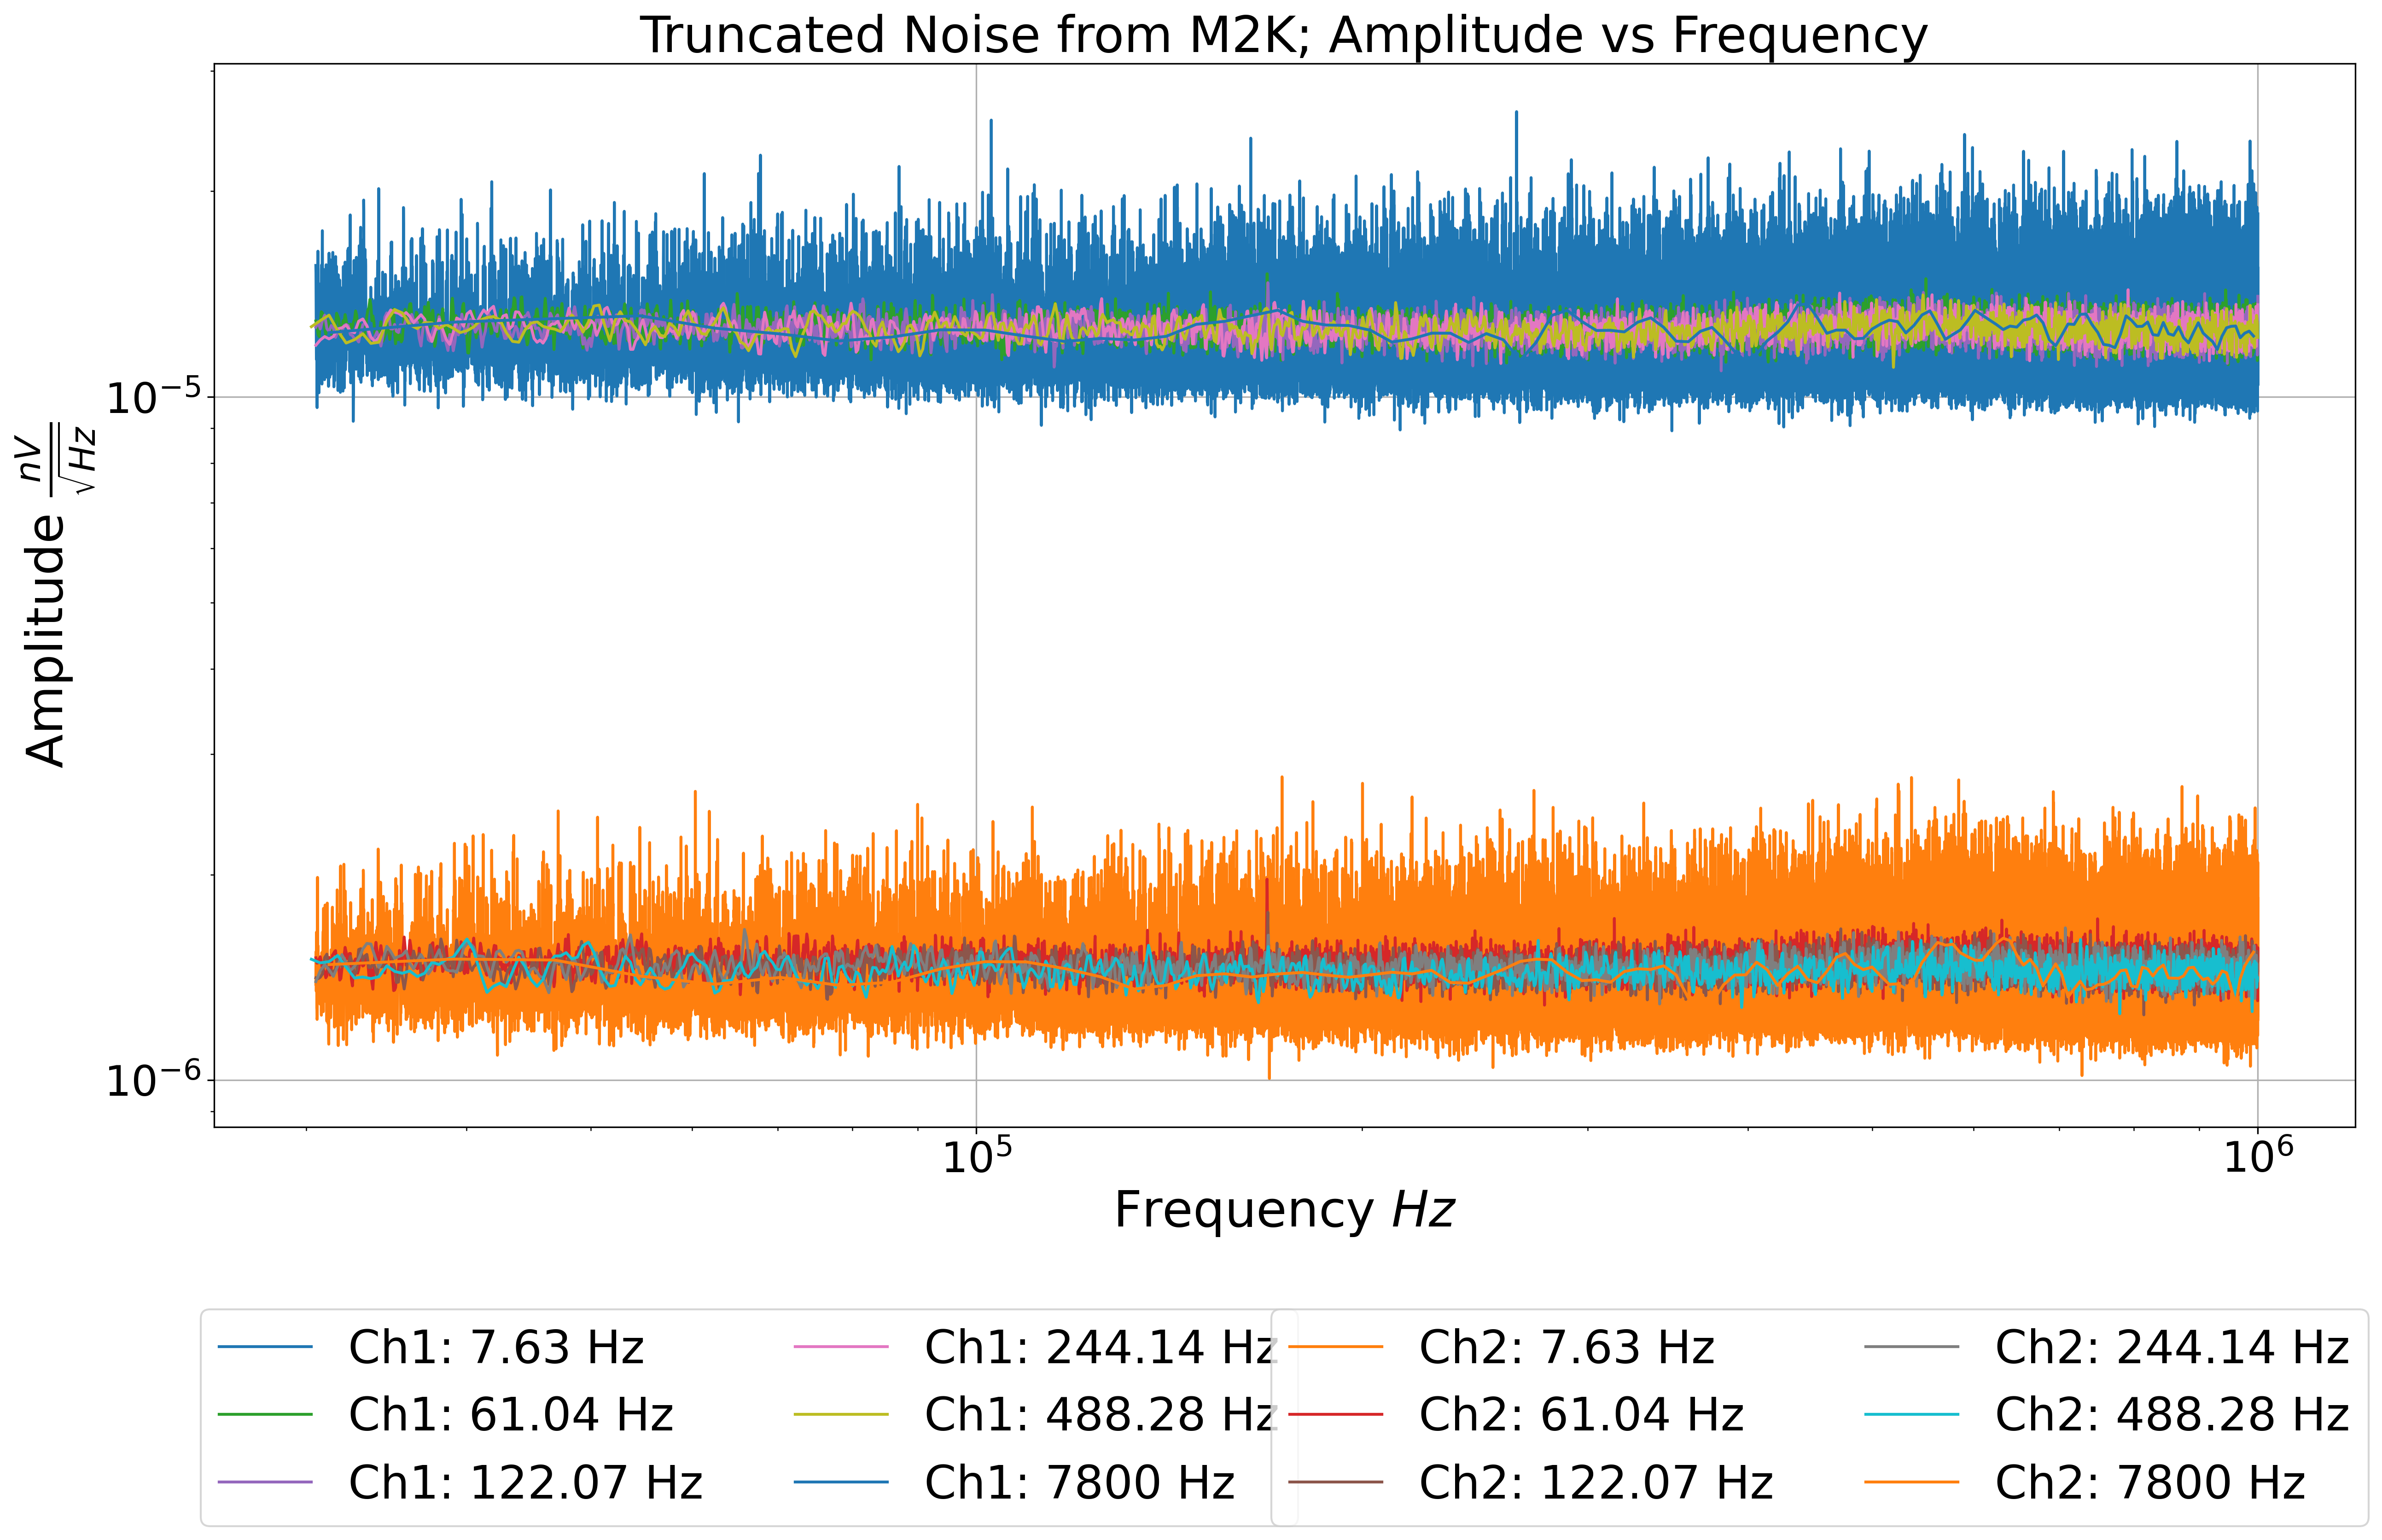 Truncated Noise from M2K; Amplitude vs Frequency
Amplitude nV/√Hz
10⁻⁵
10⁻⁶
10⁵ 10⁶
Frequency Hz
Ch1: 7.63 Hz Ch1: 244.14 Hz Ch2: 7.63 Hz Ch2: 244.14 Hz
Ch1: 61.04 Hz Ch1: 488.28 Hz Ch2: 61.04 Hz Ch2: 488.28 Hz
Ch1: 122.07 Hz Ch1: 7800 Hz Ch2: 122.07 Hz Ch2: 7800 Hz